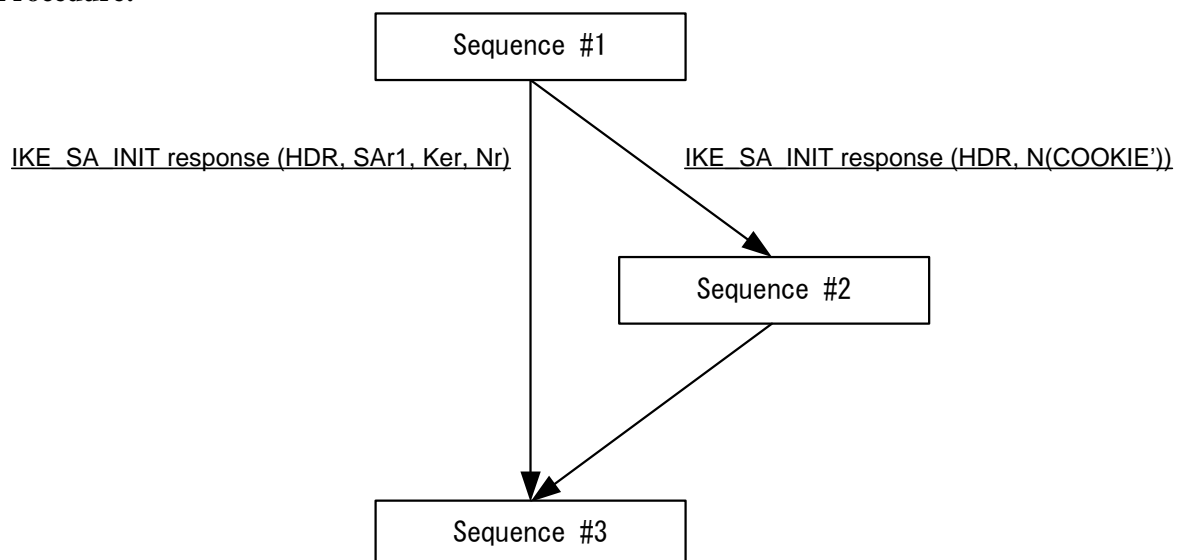 Procedure:
Sequence #1
IKE_SA_INIT response (HDR, SAr1, Ker, Nr)
IKE_SA_INIT response (HDR, N(COOKIE'))
Sequence #2
Sequence #3